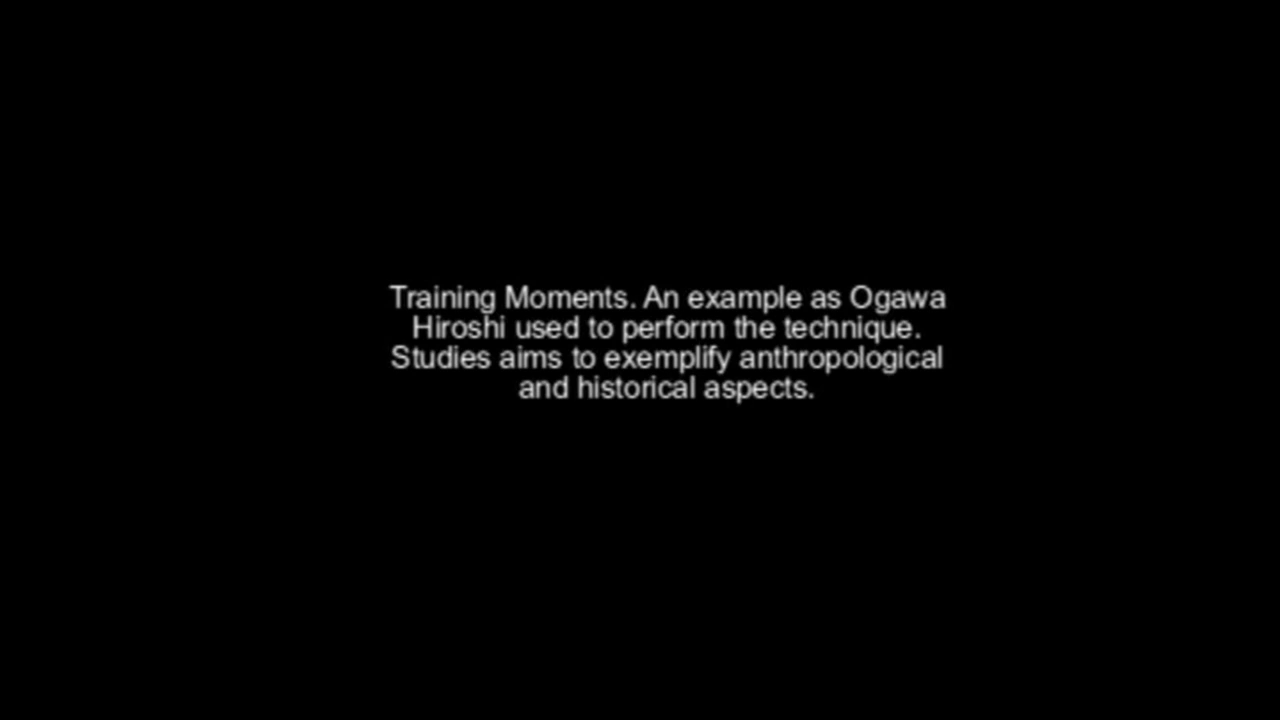 Training Moments. An example as Ogawa
Hiroshi used to perform the technique.
Studies aims to exemplify anthropological
and historical aspects.